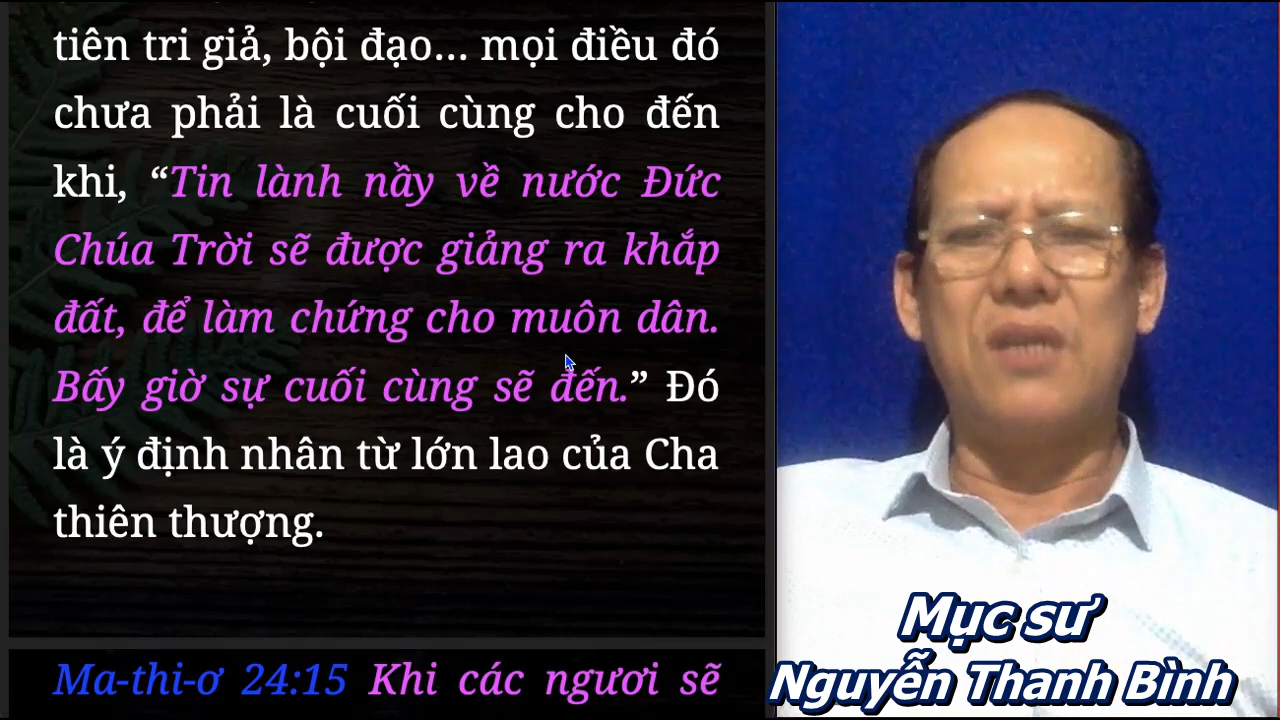 tiên tri giả, bội đạo... mọi điều đó
chưa phải là cuối cùng cho đến
khi, “Tin lành nầy về nước Đức
Chúa Trời sẽ được giảng ra khắp
đất, để làm chứng cho muôn dân.
Bấy giờ sự cuối cùng sẽ đến.” Đó
là ý định nhân từ lớn lao của Cha
thiên thượng.
Ma-thi-ơ 24:15 Khi các ngươi sẽ
Mục sư
Nguyễn Thanh Bình